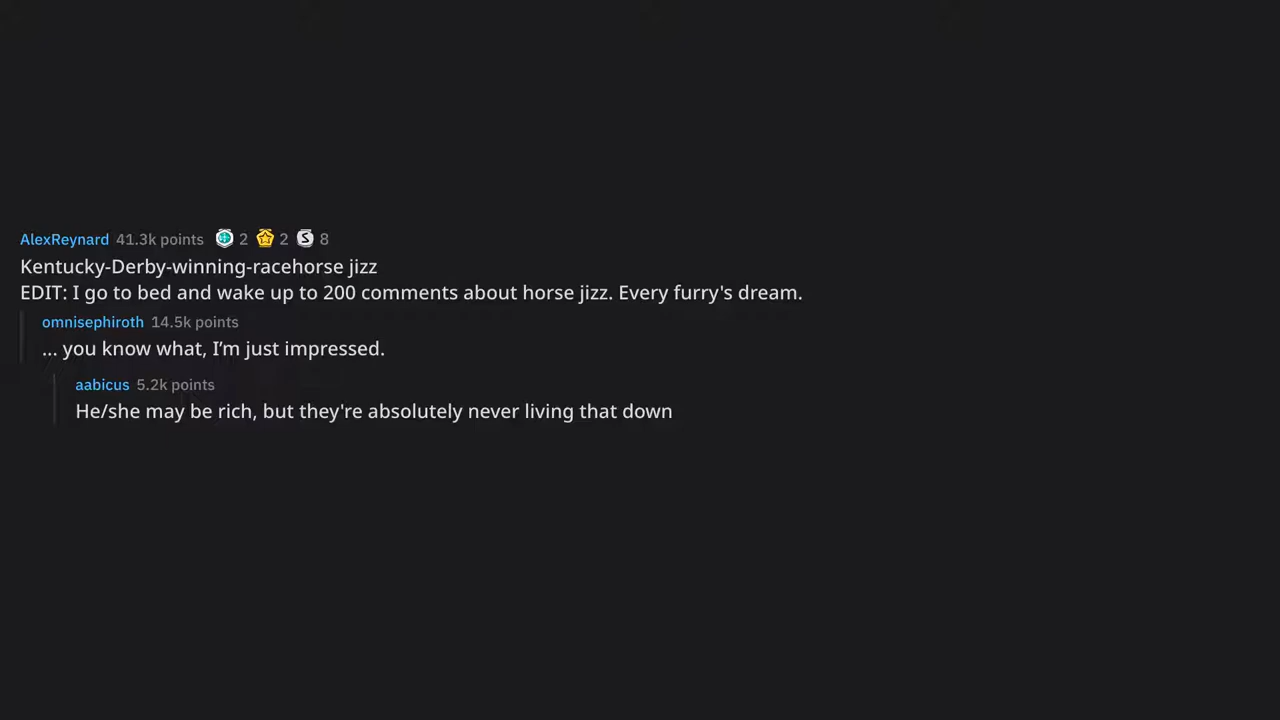 AlexReynard 41.3k points 2 2 S 8
Kentucky-Derby-winning-racehorse jizz
EDIT: I go to bed and wake up to 200 comments about horse jizz. Every furry's dream.
omnisephiroth 14.5k points
... you know what, I’m just impressed.
aabicus 5.2k points
He/she may be rich, but they're absolutely never living that down